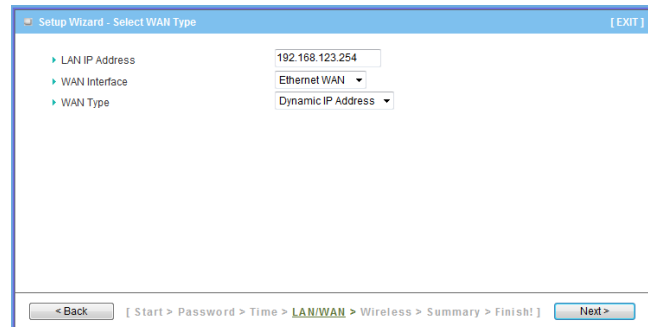 Setup Wizard - Select WAN Type [ EXIT ]
LAN IP Address 192.168.123.254
WAN Interface Ethernet WAN
WAN Type Dynamic IP Address
< Back [ Start > Password > Time > LAN/WAN > Wireless > Summary > Finish! ] Next >